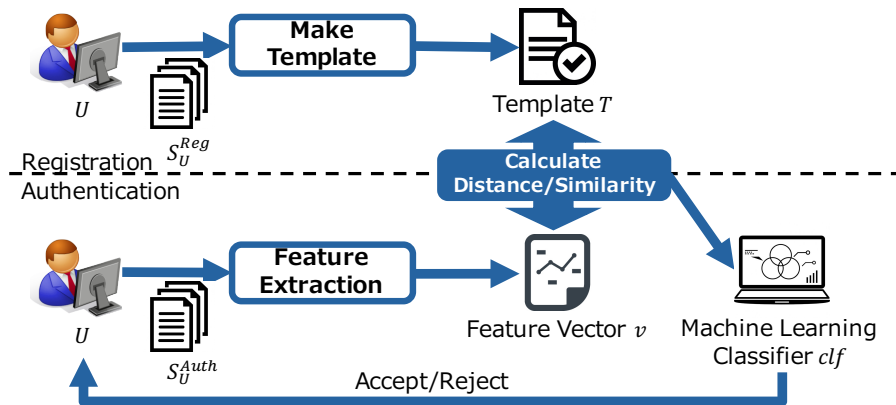 Make
Template
U
S_U^{Reg}
Template T
Registration
Authentication
Calculate
Distance/Similarity
Feature
Extraction
U
S_U^{Auth}
Feature Vector v
Machine Learning
Classifier clf
Accept/Reject